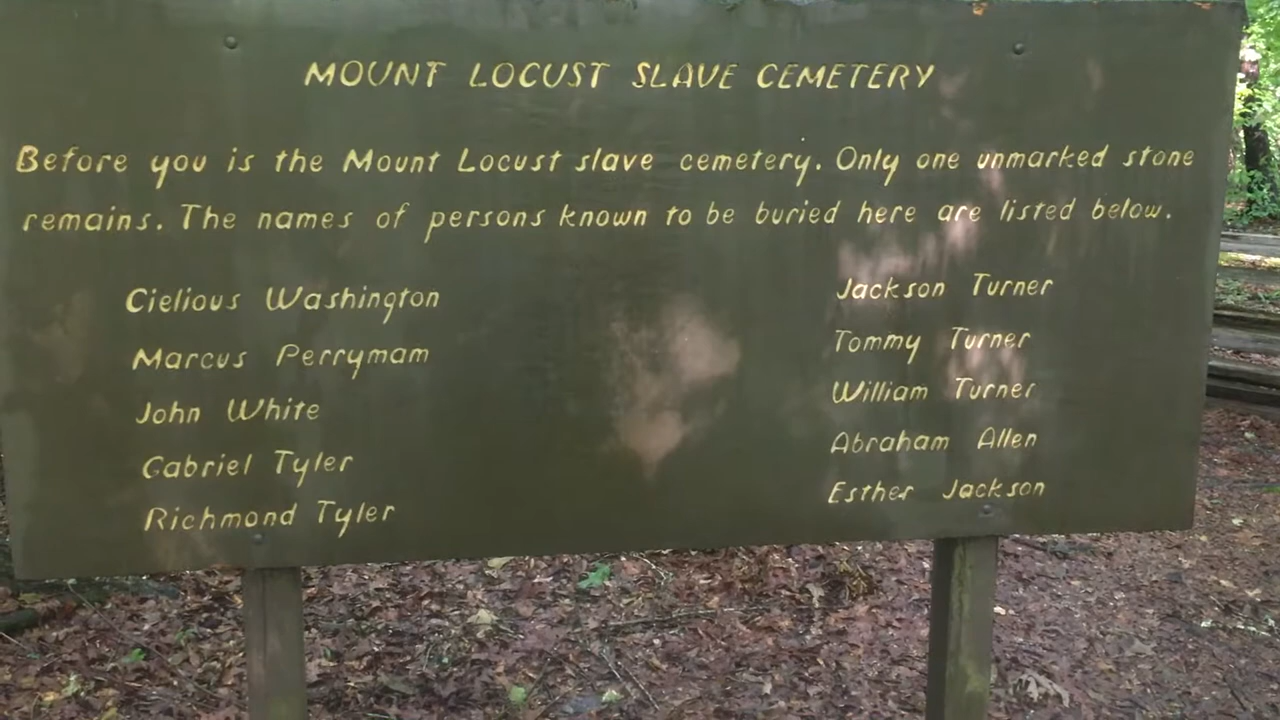 MOUNT LOCUST SLAVE CEMETERY
Before you is the Mount Locust slave cemetery. Only one unmarked stone
remains. The names of persons known to be buried here are listed below.
Cielious Washington
Marcus Perrymam
John White
Gabriel Tyler
Richmond Tyler
Jackson Turner
Tommy Turner
William Turner
Abraham Allen
Esther Jackson